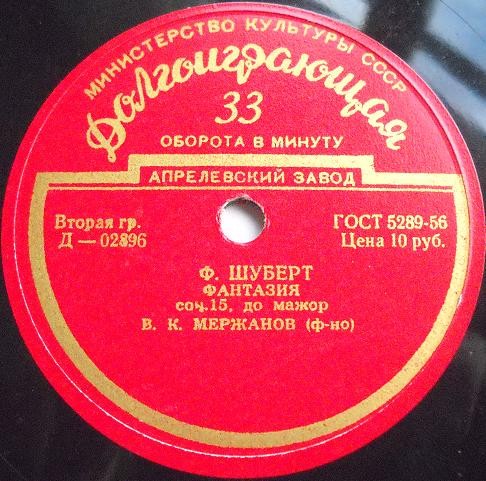 МИНИСТЕРСТВО КУЛЬТУРЫ СССР
Долгоиграющая
33
ОБОРОТА В МИНУТУ
АПРЕЛЕВСКИЙ ЗАВОД
Вторая гр.
Д — 02896
ГОСТ 5289-56
Цена 10 руб.
Ф. ШУБЕРТ
ФАНТАЗИЯ
соч.15, до мажор
В. К. МЕРЖАНОВ (ф-но)